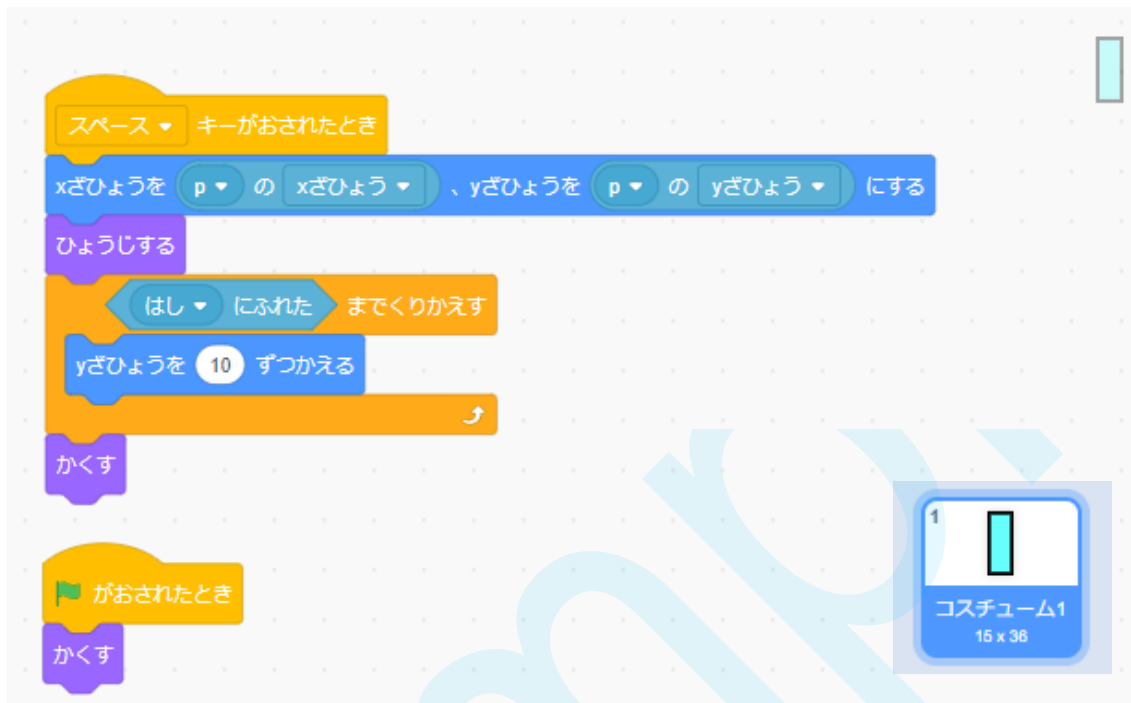 スペース キーがおされたとき
xざひょうを p の xざひょう 、yざひょうを p の yざひょう にする
ひょうじする
はし にふれた までくりかえす
yざひょうを 10 ずつかえる
かくす
1
コスチューム1
15 x 36
がおされたとき
かくす